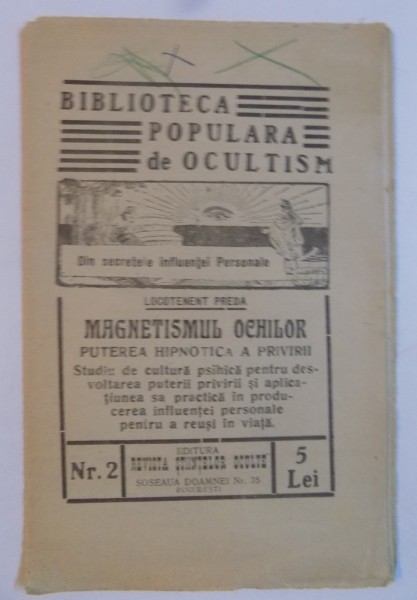 BIBLIOTECA
POPULARA
de OCULTISM
Din secretele influenței Personale
LOCOTENENT PREDA
MAGNETISMUL OCHILOR
PUTEREA HIPNOTICA A PRIVIRII
Studiu de cultură psihică pentru des-
voltarea puterii privirii și aplica-
țiunea sa practică în produ-
cerea influenței personale
pentru a reuși în viață.
Nr. 2
EDITURA
REVISTA ȘTIINȚELOR OCULTE
SOSEAUA DOAMNEI Nr. 25
BUCUREȘTI
5
Lei